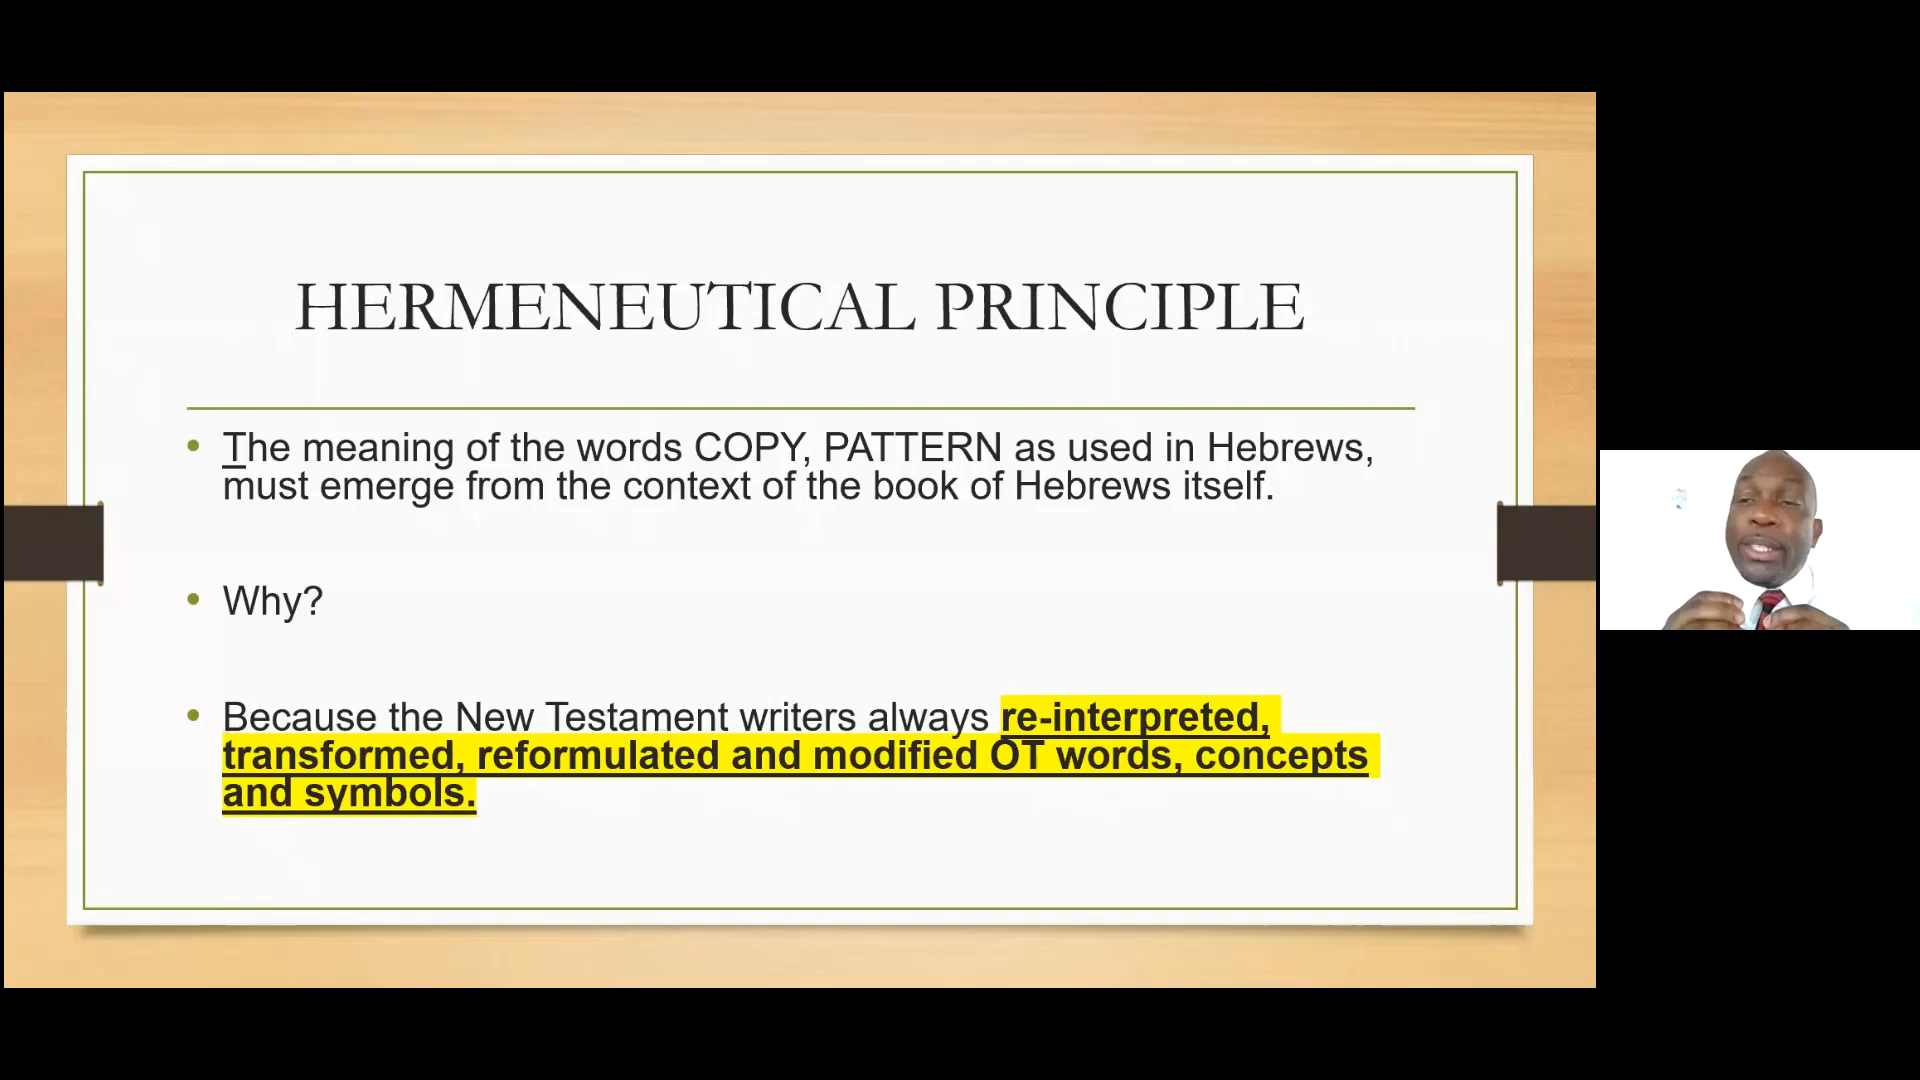 HERMENEUTICAL PRINCIPLE
• The meaning of the words COPY, PATTERN as used in Hebrews,
must emerge from the context of the book of Hebrews itself.
• Why?
• Because the New Testament writers always re-interpreted,
transformed, reformulated and modified OT words, concepts
and symbols.